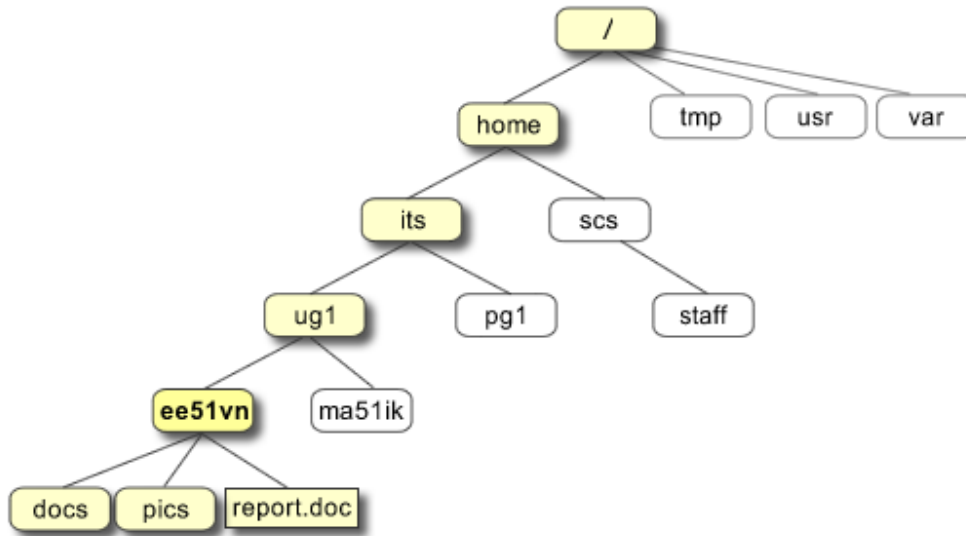 /
home
tmp
usr
var
its
scs
ug1
pg1
staff
ee51vn
ma51ik
docs
pics
report.doc